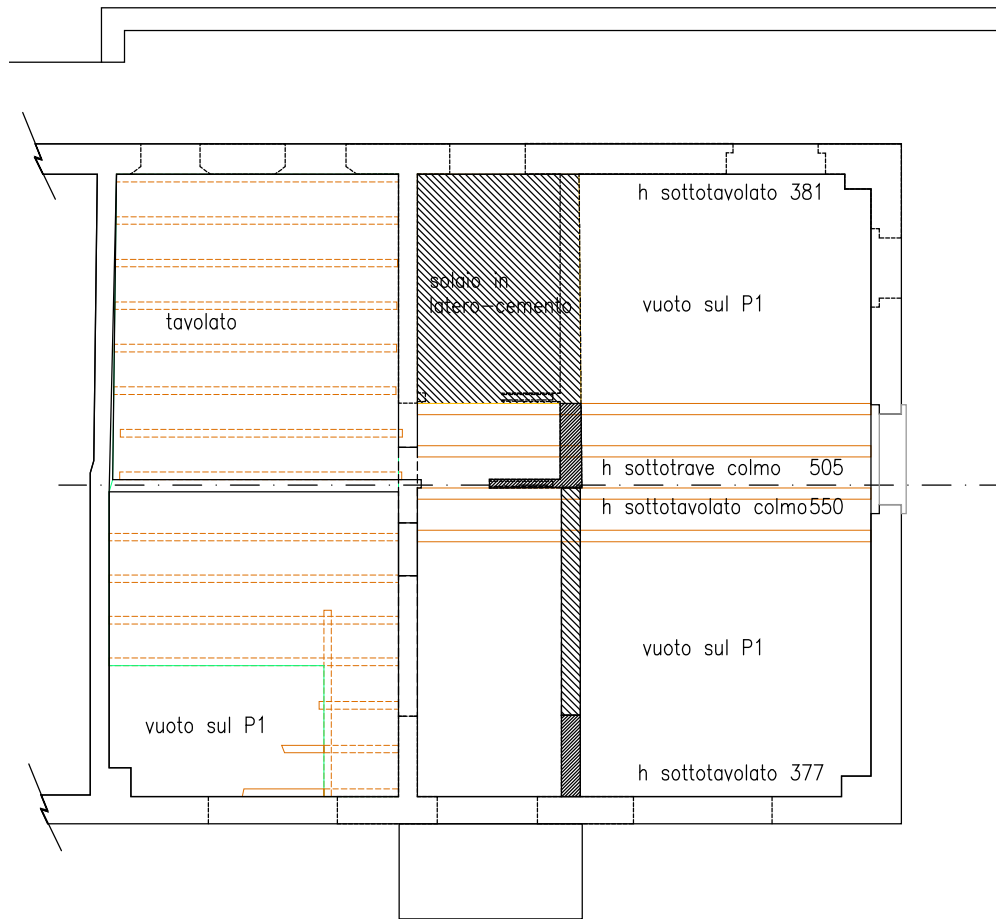 h sottotavolato 381
solaio in
latero-cemento
vuoto sul P1
tavolato
h sottotrave colmo 505
h sottotavolato colmo 550
vuoto sul P1
vuoto sul P1
h sottotavolato 377